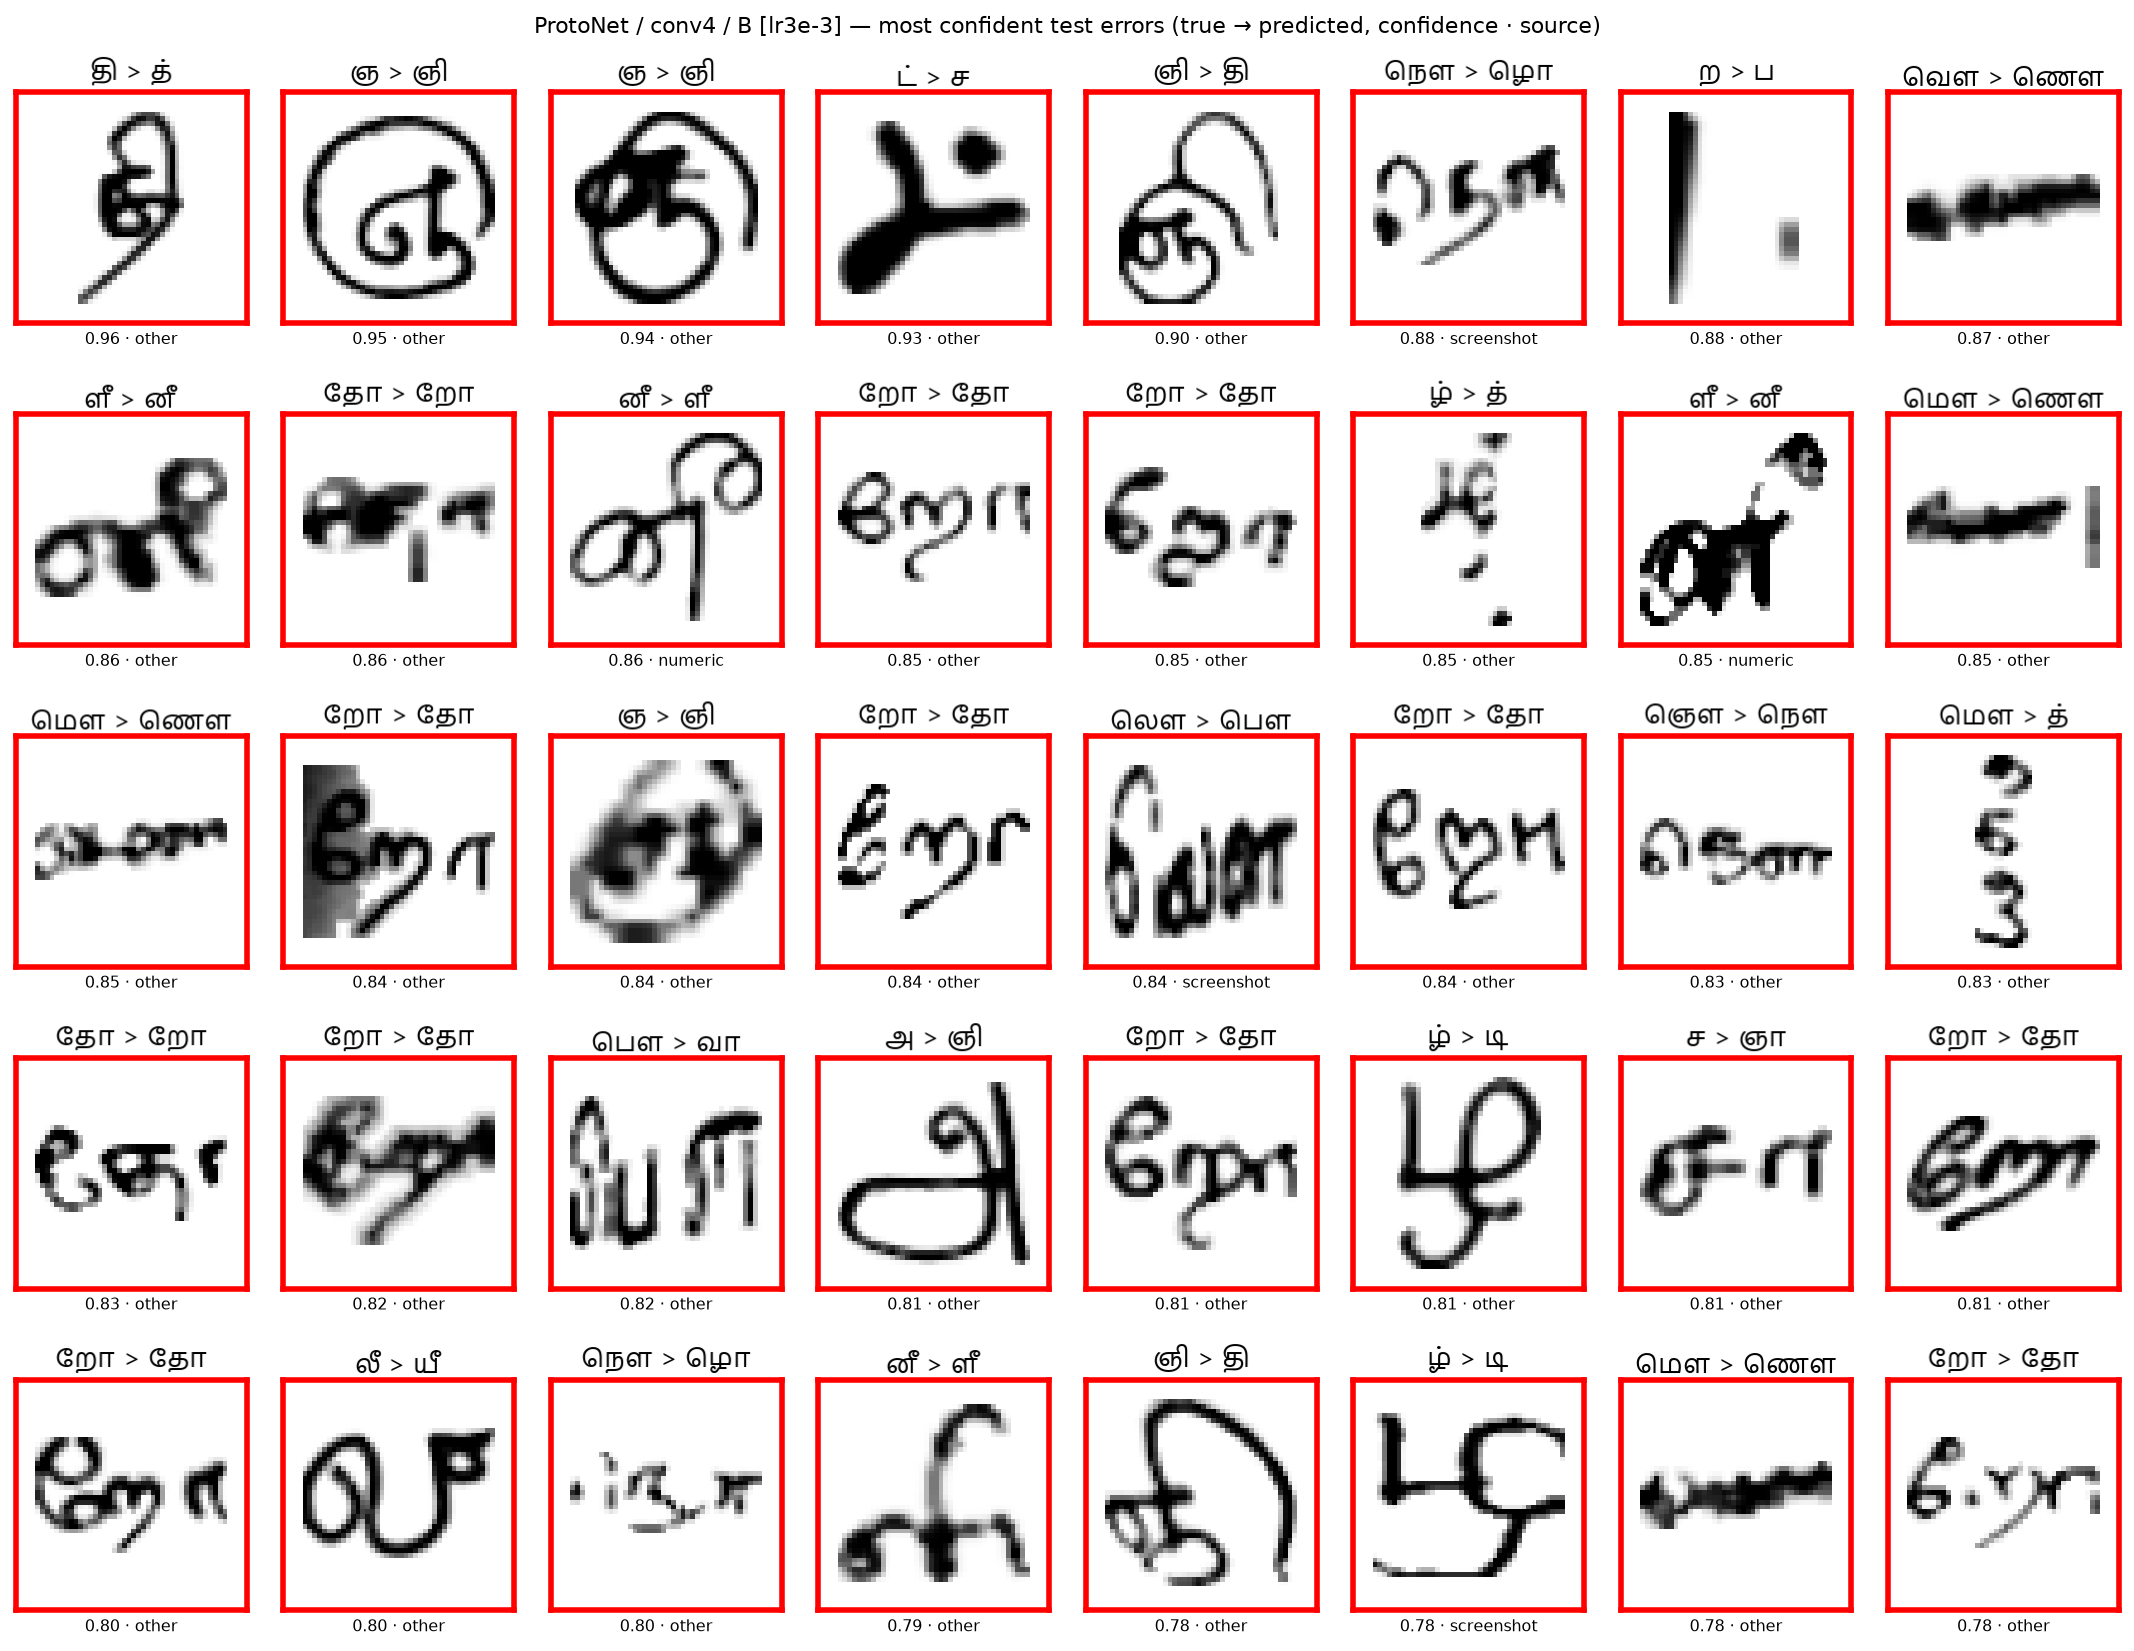 ProtoNet / conv4 / B [lr3e-3] — most confident test errors (true → predicted, confidence · source)
தி > த் ஞ > ஞி ஞ > ஞி ட் > ச ஞி > தி நௌ > ழொ ற > ப வௌ > ணௌ
0.96 · other 0.95 · other 0.94 · other 0.93 · other 0.90 · other 0.88 · screenshot 0.88 · other 0.87 · other
ளீ > னீ தோ > றோ னீ > ளீ றோ > தோ றோ > தோ ழ் > த் ளீ > னீ மௌ > ணௌ
0.86 · other 0.86 · other 0.86 · numeric 0.85 · other 0.85 · other 0.85 · other 0.85 · numeric 0.85 · other
மௌ > ணௌ றோ > தோ ஞ > ஞி றோ > தோ லௌ > பௌ றோ > தோ ஞௌ > நௌ மௌ > த்
0.85 · other 0.84 · other 0.84 · other 0.84 · other 0.84 · screenshot 0.84 · other 0.83 · other 0.83 · other
தோ > றோ றோ > தோ பௌ > வா அ > ஞி றோ > தோ ழ் > டி ச > ஞா றோ > தோ
0.83 · other 0.82 · other 0.82 · other 0.81 · other 0.81 · other 0.81 · other 0.81 · other 0.81 · other
றோ > தோ லீ > யீ நௌ > ழொ னீ > ளீ ஞி > தி ழ் > டி மௌ > ணௌ றோ > தோ
0.80 · other 0.80 · other 0.80 · other 0.79 · other 0.78 · other 0.78 · screenshot 0.78 · other 0.78 · other